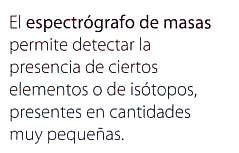 El espectrógrafo de masas
permite detectar la
presencia de ciertos
elementos o de isótopos,
presentes en cantidades
muy pequeñas.